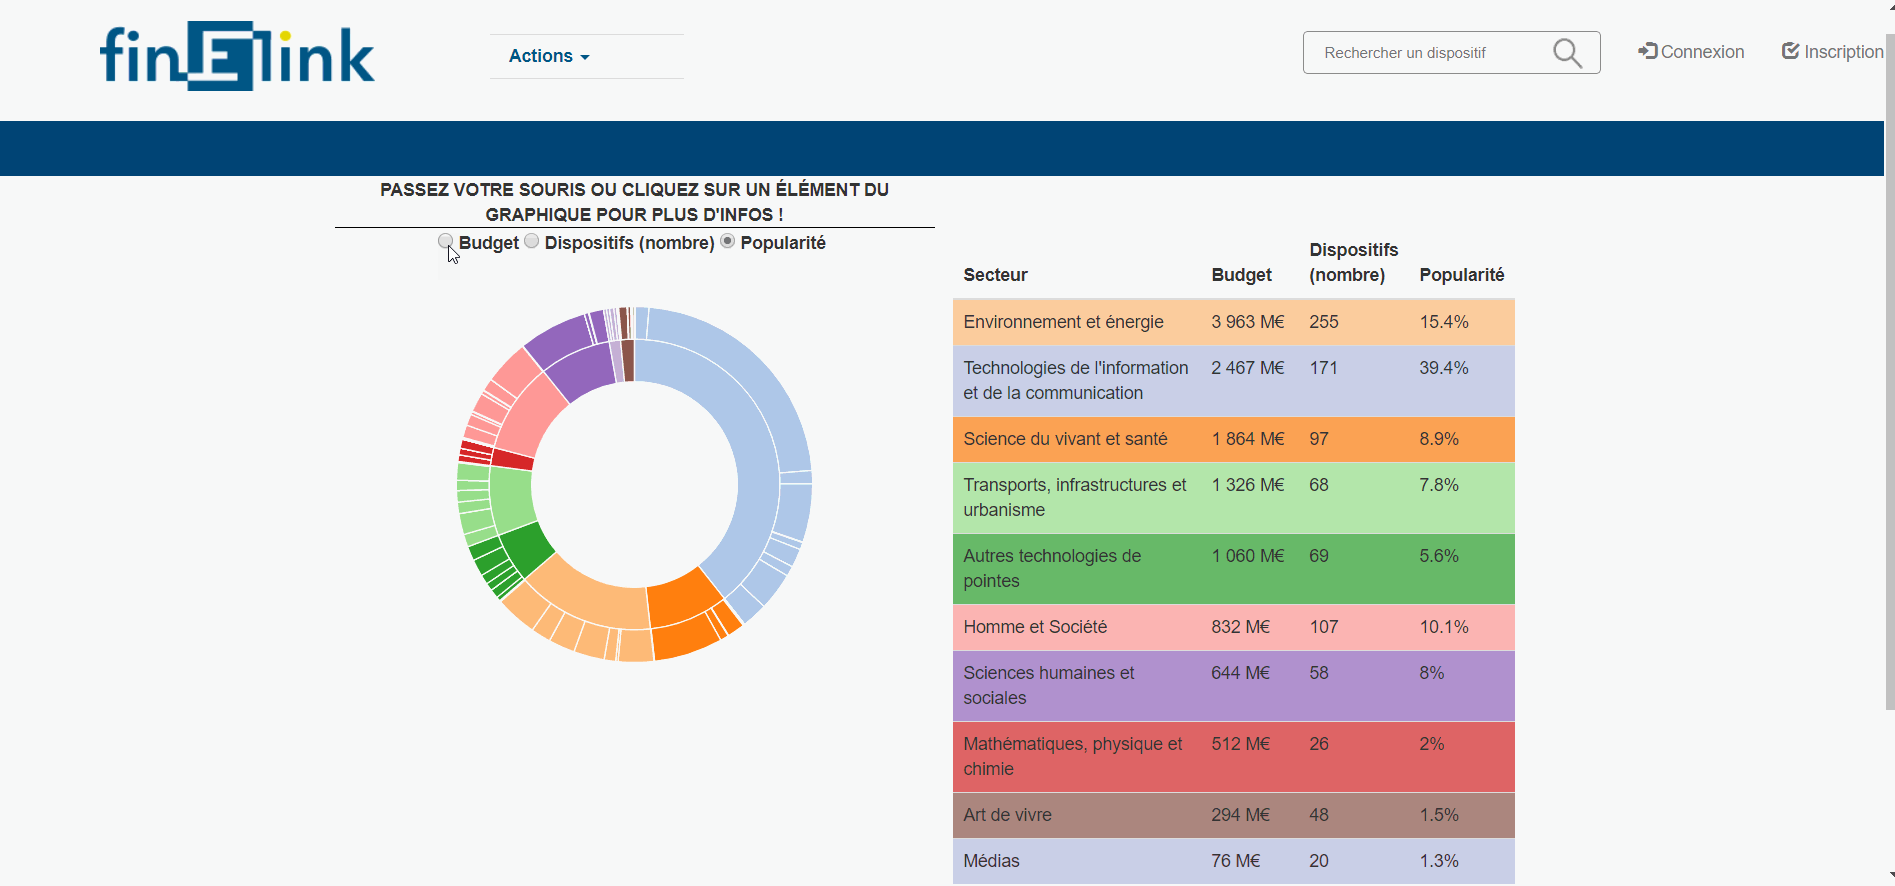 finElink
Actions
Rechercher un dispositif
Connexion
Inscription
PASSEZ VOTRE SOURIS OU CLIQUEZ SUR UN ÉLÉMENT DU
GRAPHIQUE POUR PLUS D'INFOS !
Budget Dispositifs (nombre) Popularité
Secteur Budget Dispositifs (nombre) Popularité
Environnement et énergie 3 963 M€ 255 15.4%
Technologies de l'information 2 467 M€ 171 39.4%
et de la communication
Science du vivant et santé 1 864 M€ 97 8.9%
Transports, infrastructures et 1 326 M€ 68 7.8%
urbanisme
Autres technologies de 1 060 M€ 69 5.6%
pointes
Homme et Société 832 M€ 107 10.1%
Sciences humaines et 644 M€ 58 8%
sociales
Mathématiques, physique et 512 M€ 26 2%
chimie
Art de vivre 294 M€ 48 1.5%
Médias 76 M€ 20 1.3%